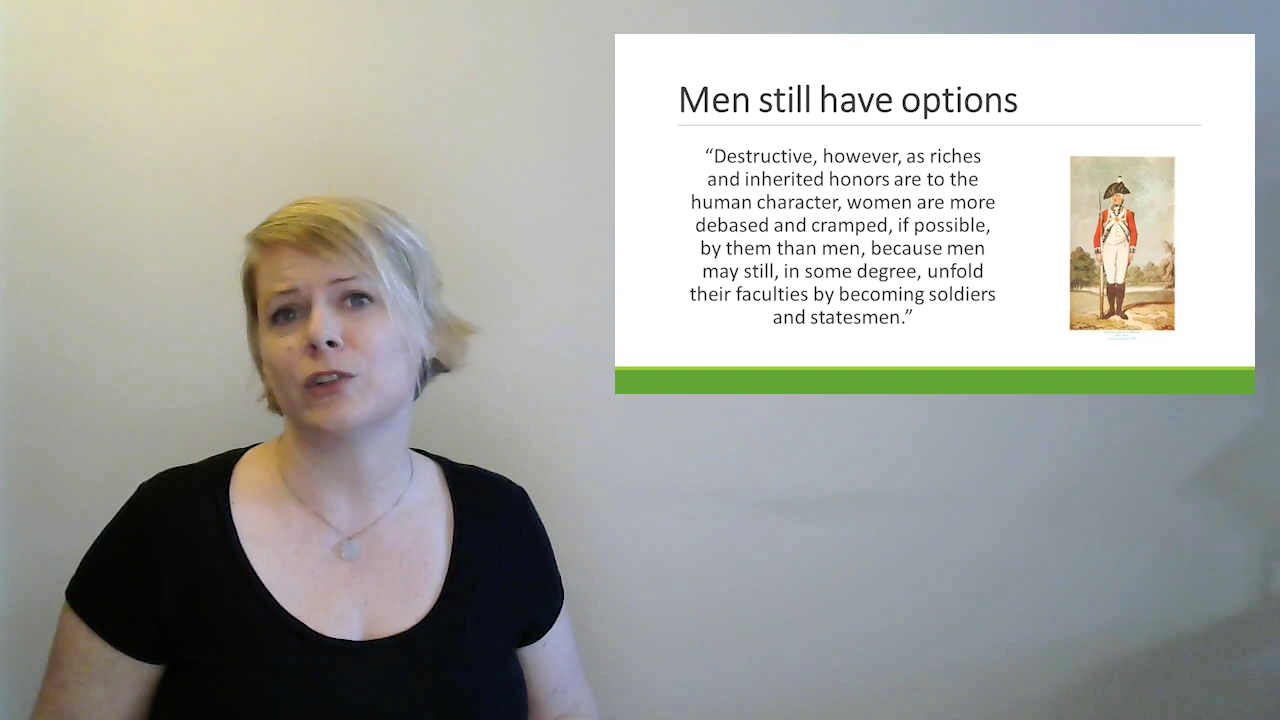 Men still have options
“Destructive, however, as riches
and inherited honors are to the
human character, women are more
debased and cramped, if possible,
by them than men, because men
may still, in some degree, unfold
their faculties by becoming soldiers
and statesmen.”